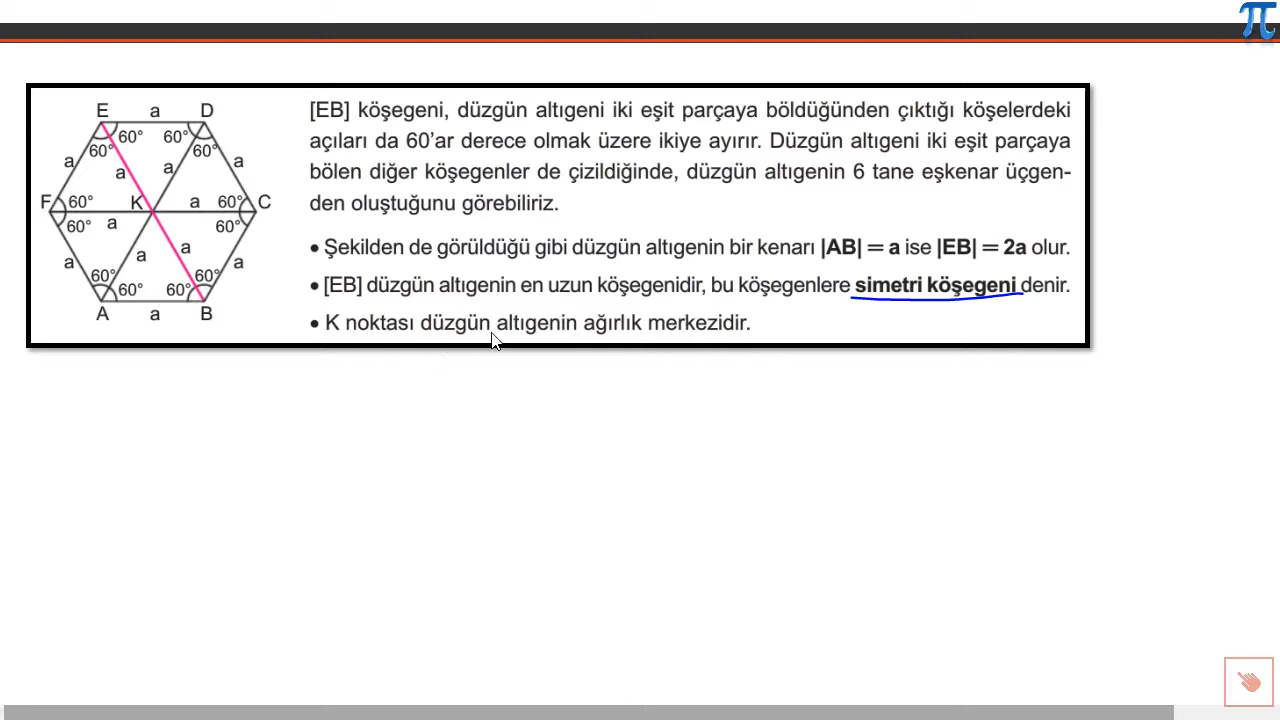 π
E a D
60° 60°
60° 60°
a a a a
F 60° K a 60° C
60° a 60°
a a a a
60° 60°
60° 60°
A a B
[EB] köşegeni, düzgün altıgeni iki eşit parçaya böldüğünden çıktığı köşelerdeki
açıları da 60’ar derece olmak üzere ikiye ayırır. Düzgün altıgeni iki eşit parçaya
bölen diğer köşegenler de çizildiğinde, düzgün altıgenin 6 tane eşkenar üçgen-
den oluştuğunu görebiliriz.
• Şekilden de görüldüğü gibi düzgün altıgenin bir kenarı |AB| = a ise |EB| = 2a olur.
• [EB] düzgün altıgenin en uzun köşegenidir, bu köşegenlere simetri köşegeni denir.
• K noktası düzgün altıgenin ağırlık merkezidir.